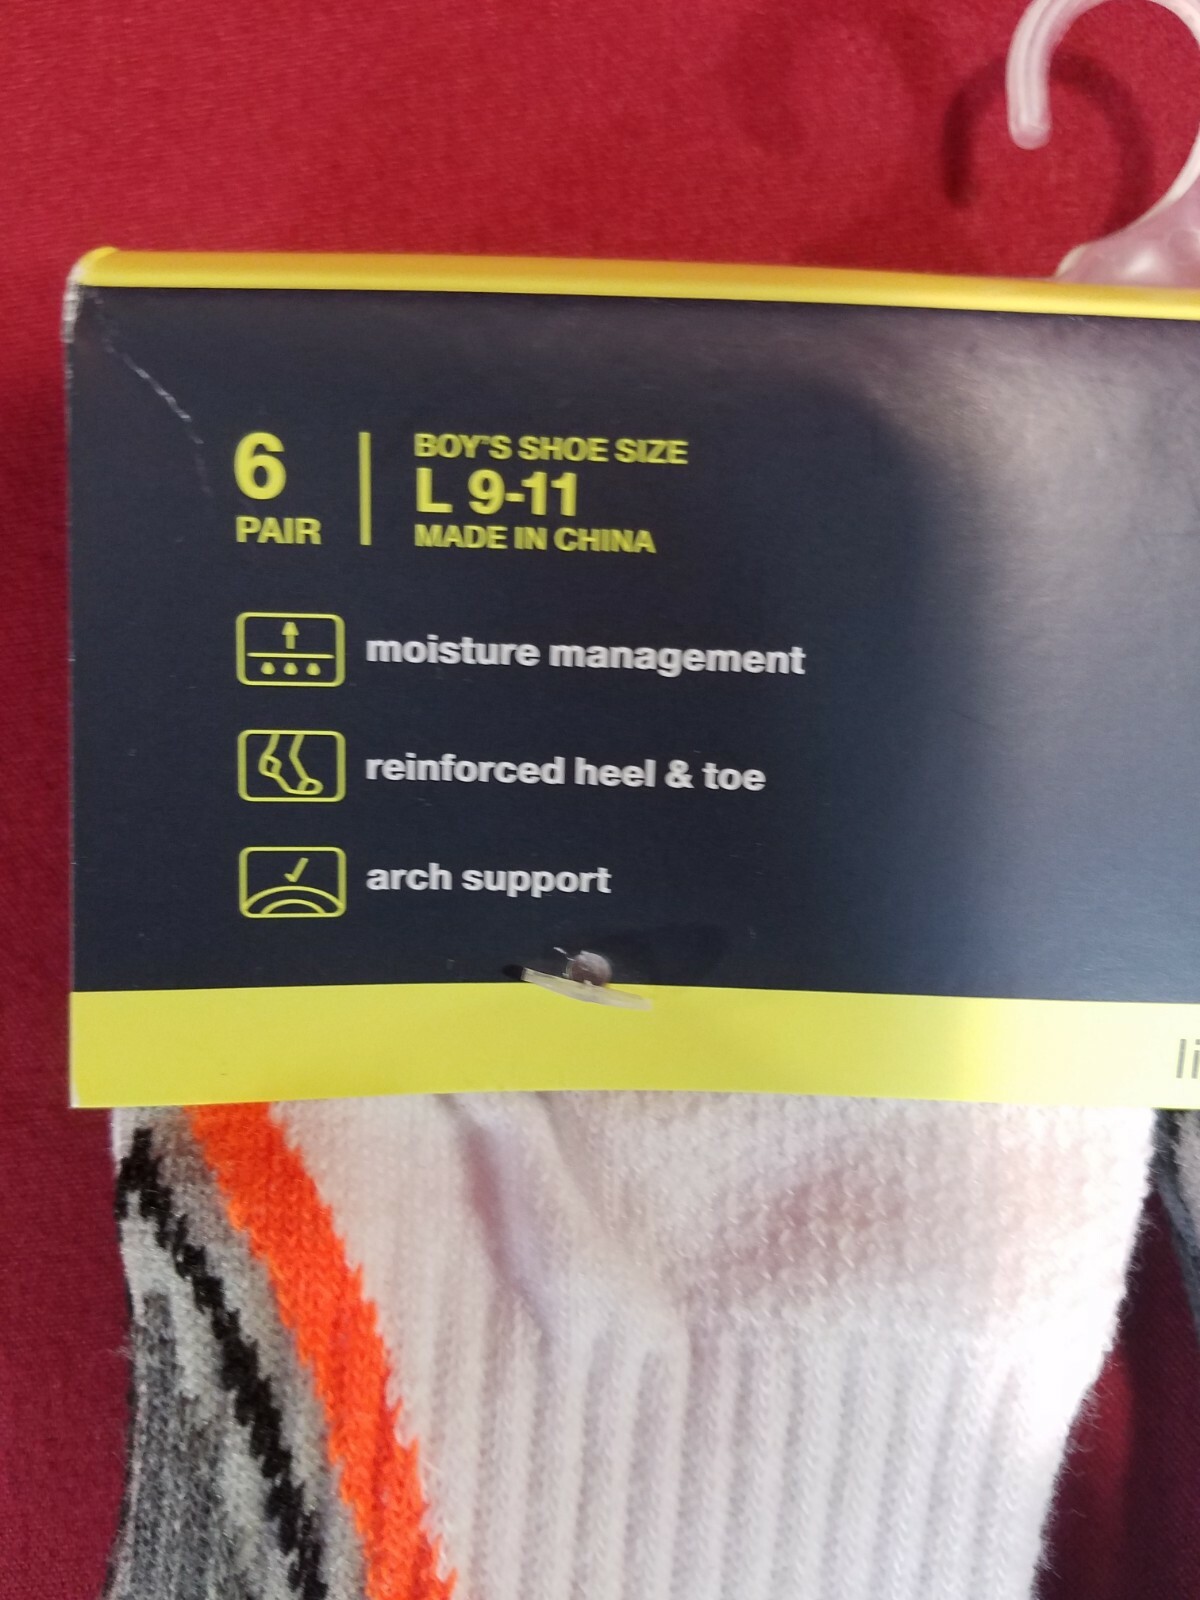 6
PAIR
BOY'S SHOE SIZE
L 9-11
MADE IN CHINA
moisture management
reinforced heel & toe
arch support